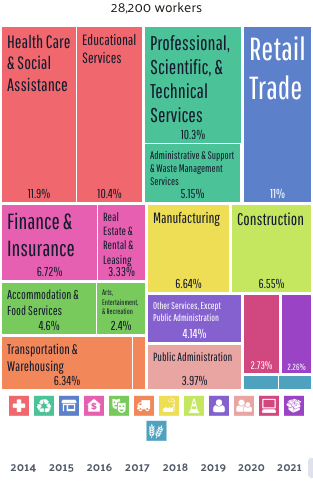 28,200 workers
Health Care
& Social
Assistance
11.9%
Educational
Services
10.4%
Professional,
Scientific, &
Technical
Services
10.3%
Administrative & Support
& Waste Management
Services
5.15%
Retail
Trade
11%
Finance &
Insurance
6.72%
Real
Estate &
Rental &
Leasing
3.33%
Manufacturing
6.64%
Construction
6.55%
Accommodation &
Food Services
4.6%
Arts,
Entertainment,
& Recreation
2.4%
Other Services, Except
Public Administration
4.14%
Public Administration
3.97%
2.73%
2.26%
Transportation &
Warehousing
6.34%
2014 2015 2016 2017 2018 2019 2020 2021